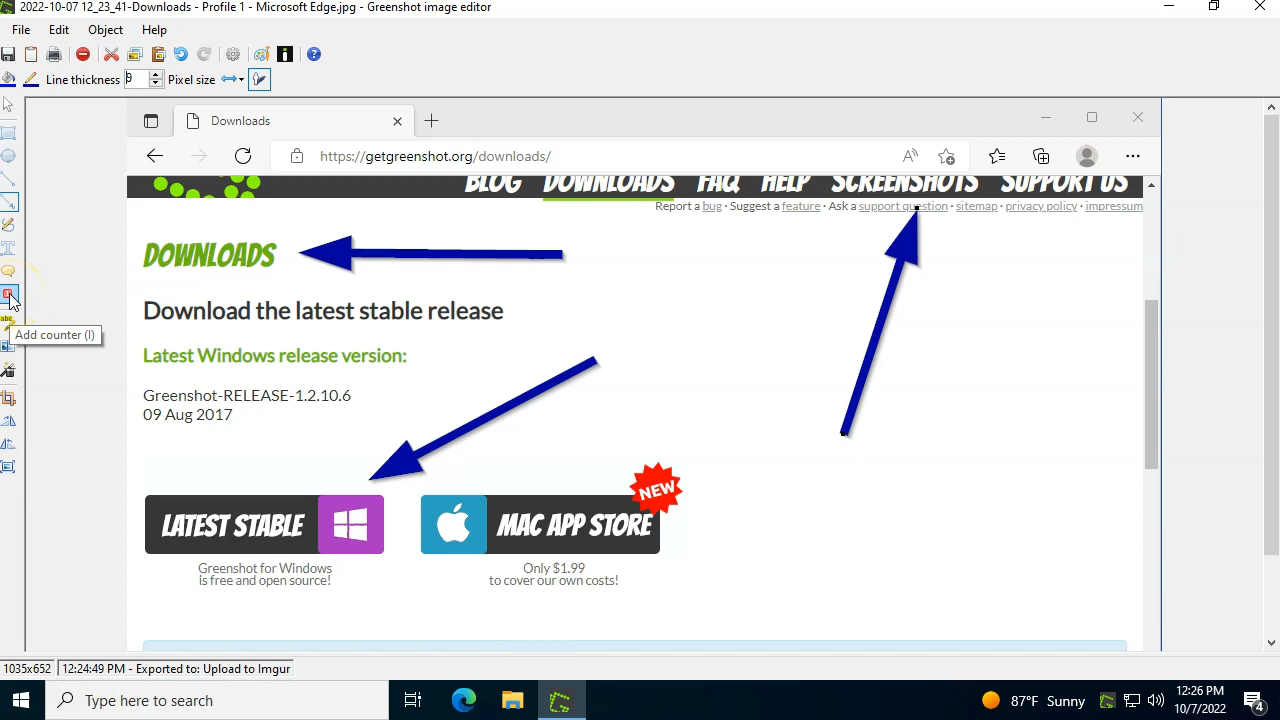 2022-10-07 12_23_41-Downloads - Profile 1 - Microsoft Edge.jpg - Greenshot image editor
File Edit Object Help
Line thickness 9 Pixel size
Downloads
https://getgreenshot.org/downloads/
BLOG DOWNLOADS FAQ HELP SCREENSHOTS SUPPORT US
Report a bug · Suggest a feature · Ask a support question · sitemap · privacy policy · impressum
DOWNLOADS
Download the latest stable release
Add counter (I)
Latest Windows release version:
Greenshot-RELEASE-1.2.10.6
09 Aug 2017
NEW
LATEST STABLE
MAC APP STORE
Greenshot for Windows
is free and open source!
Only $1.99
to cover our own costs!
1035x652 12:24:49 PM - Exported to: Upload to Imgur
Type here to search
87°F Sunny
12:26 PM
10/7/2022
4